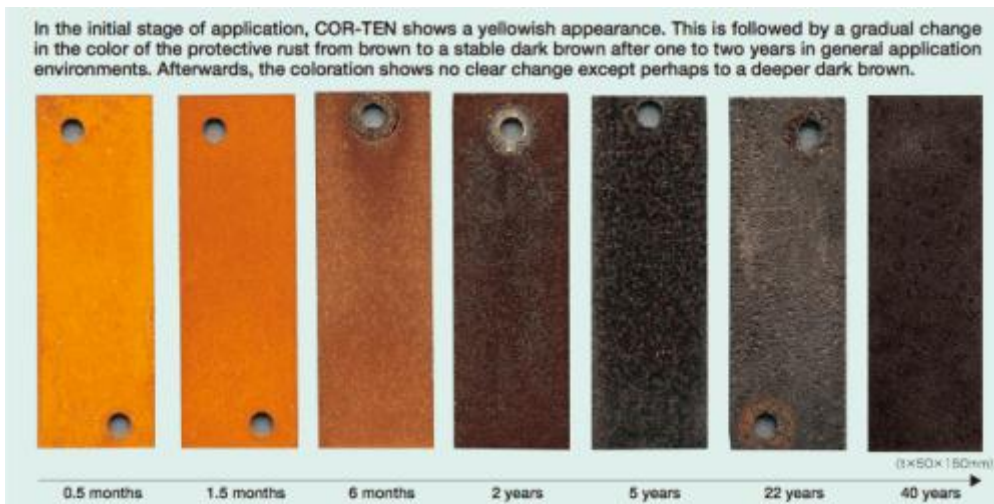 In the initial stage of application, COR-TEN shows a yellowish appearance. This is followed by a gradual change
in the color of the protective rust from brown to a stable dark brown after one to two years in general application
environments. Afterwards, the coloration shows no clear change except perhaps to a deeper dark brown.
(t×50×150mm)
0.5 months 1.5 months 6 months 2 years 5 years 22 years 40 years